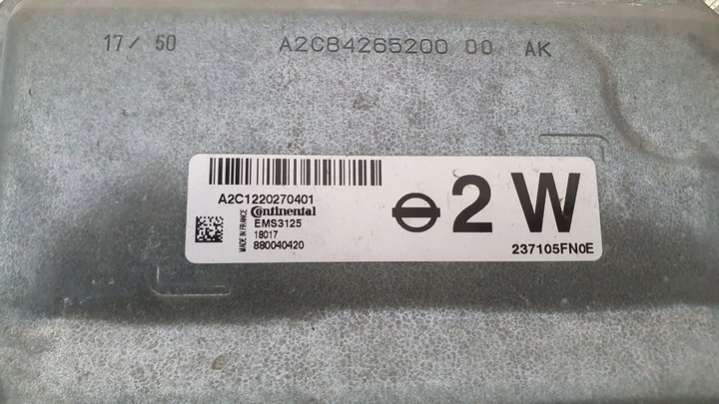 17/ 50 A2C84265200 00 AK
A2C1220270401
MADE IN FRANCE
Continental
EMS3125
18017
880040420
2 W
237105FN0E